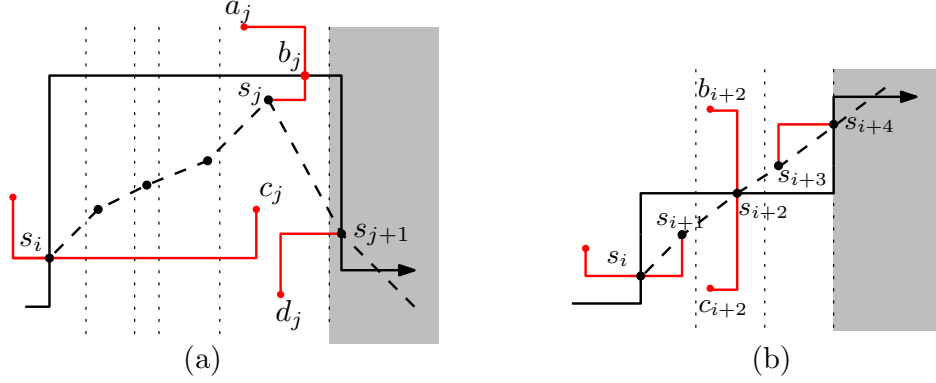 a_j
b_j
s_j
c_j
s_i
s_{j+1}
d_j
(a)
b_{i+2}
s_{i+4}
s_{i+3}
s_{i+1}
s_{i+2}
s_i
c_{i+2}
(b)